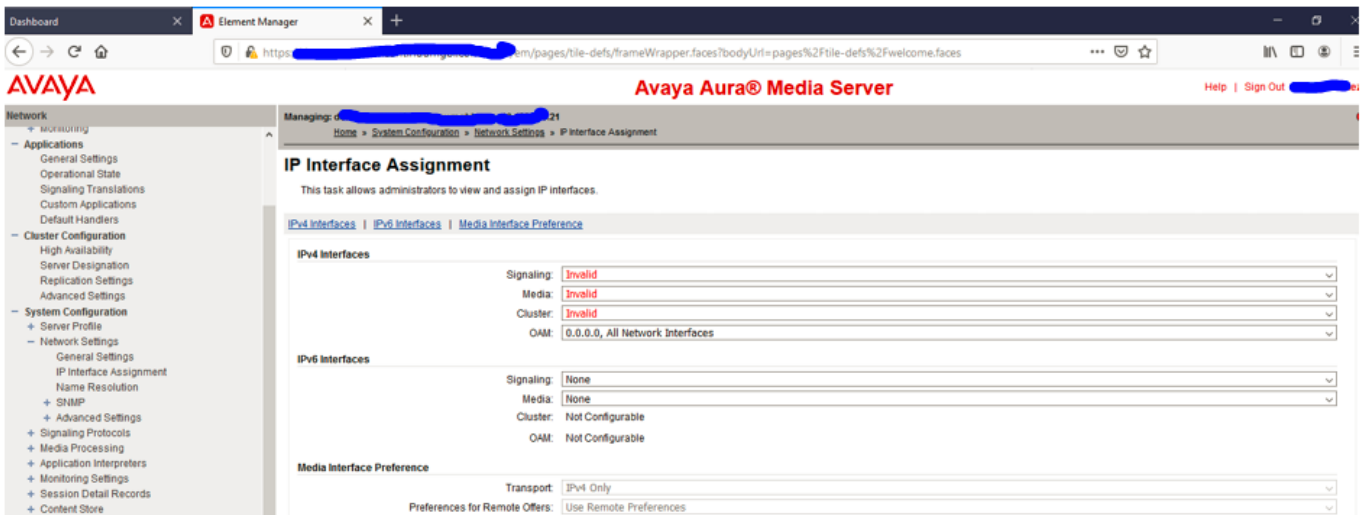 Dashboard
Element Manager
https:
em/pages/tile-defs/frameWrapper.faces?bodyUrl=pages%2Ftile-defs%2Fwelcome.faces
AVAYA
Avaya Aura® Media Server
Help | Sign Out
Network
Managing: d 21
Home » System Configuration » Network Settings » IP Interface Assignment
+ Monitoring
− Applications
General Settings
Operational State
Signaling Translations
Custom Applications
Default Handlers
− Cluster Configuration
High Availability
Server Designation
Replication Settings
Advanced Settings
− System Configuration
+ Server Profile
− Network Settings
General Settings
IP Interface Assignment
Name Resolution
+ SNMP
+ Advanced Settings
+ Signaling Protocols
+ Media Processing
+ Application Interpreters
+ Monitoring Settings
+ Session Detail Records
+ Content Store
IP Interface Assignment
This task allows administrators to view and assign IP interfaces.
IPv4 Interfaces | IPv6 Interfaces | Media Interface Preference
IPv4 Interfaces
Signaling: Invalid
Media: Invalid
Cluster: Invalid
OAM: 0.0.0.0, All Network Interfaces
IPv6 Interfaces
Signaling: None
Media: None
Cluster: Not Configurable
OAM: Not Configurable
Media Interface Preference
Transport: IPv4 Only
Preferences for Remote Offers: Use Remote Preferences